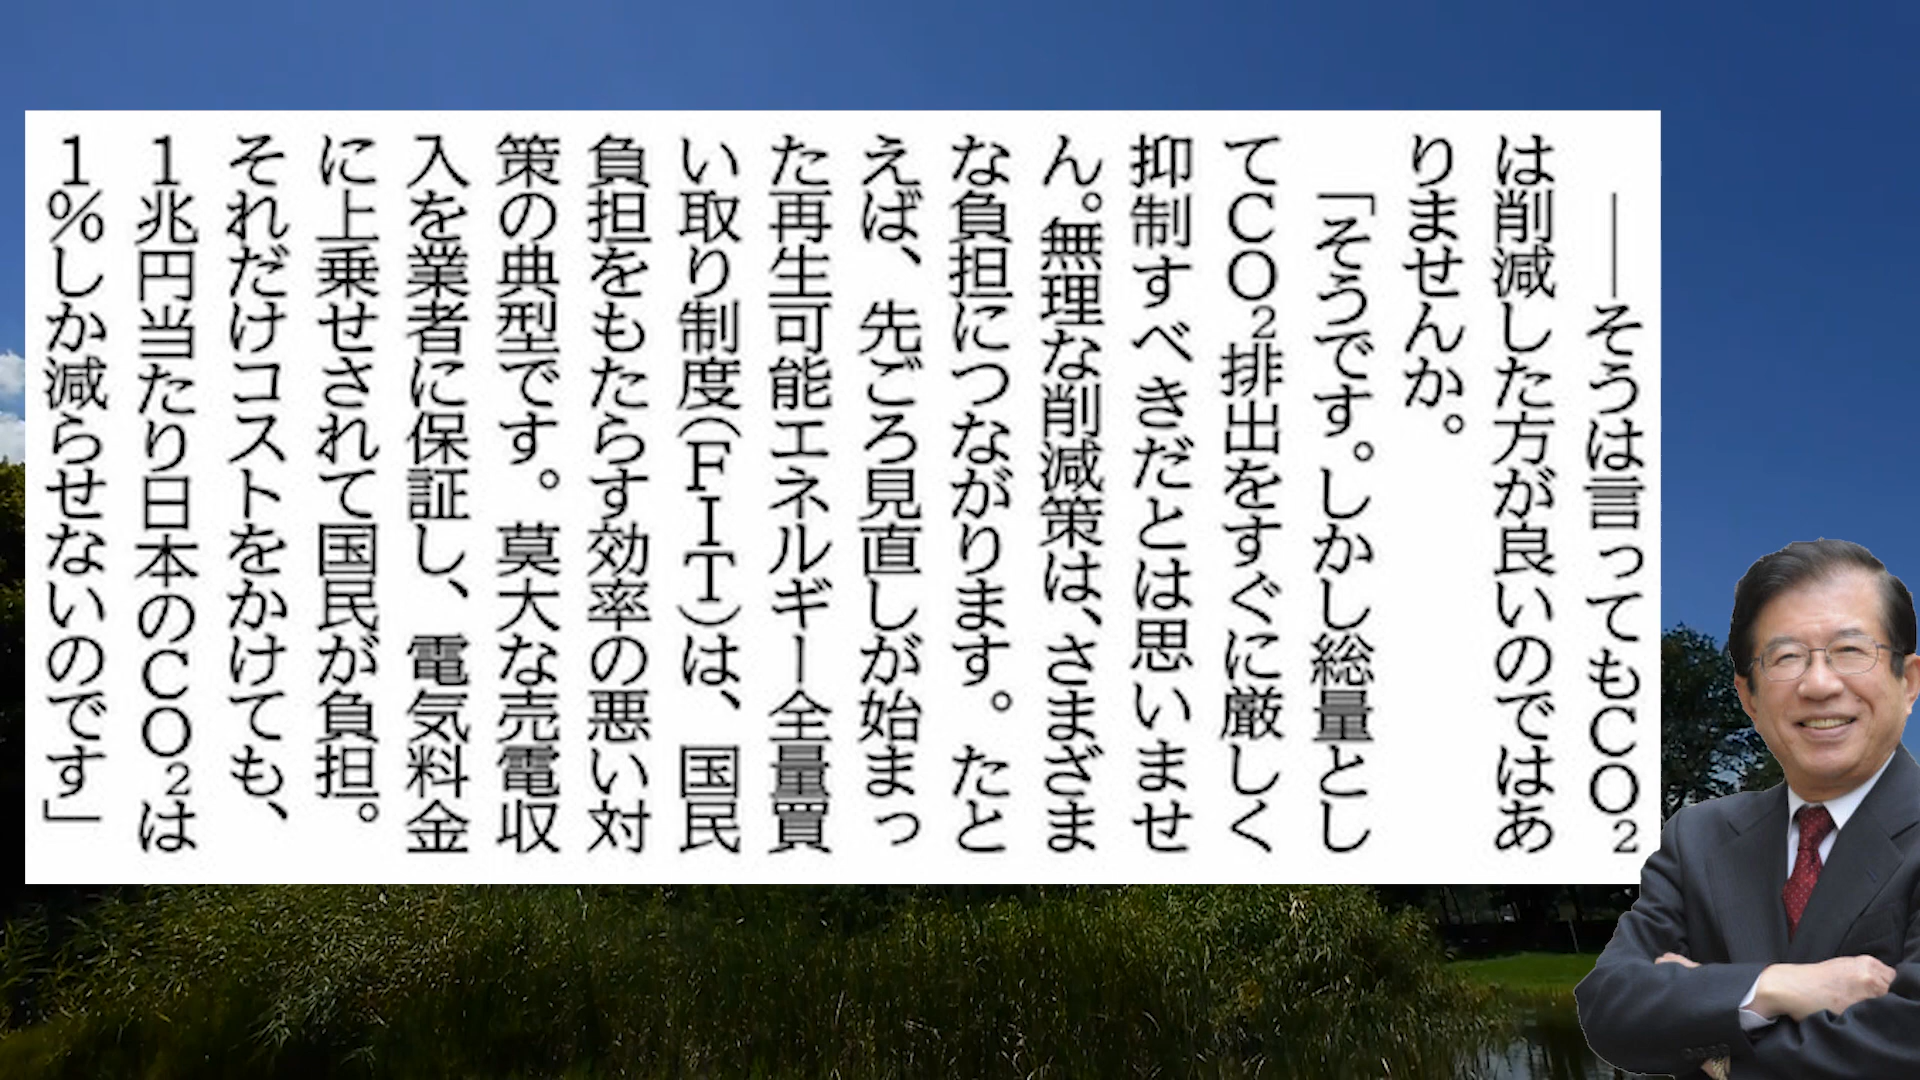 ――そうは言ってもCO₂
は削減した方が良いのではあ
りませんか。
「そうです。しかし総量とし
てCO₂排出をすぐに厳しく
抑制すべきだとは思いませ
ん。無理な削減策は、さまざま
な負担につながります。たと
えば、先ごろ見直しが始まっ
た再生可能エネルギー全量買
い取り制度(FIT)は、国民
負担をもたらす効率の悪い対
策の典型です。莫大な売電収
入を業者に保証し、電気料金
に上乗せされて国民が負担。
それだけコストをかけても、
1兆円当たり日本のCO₂は
1%しか減らせないのです」